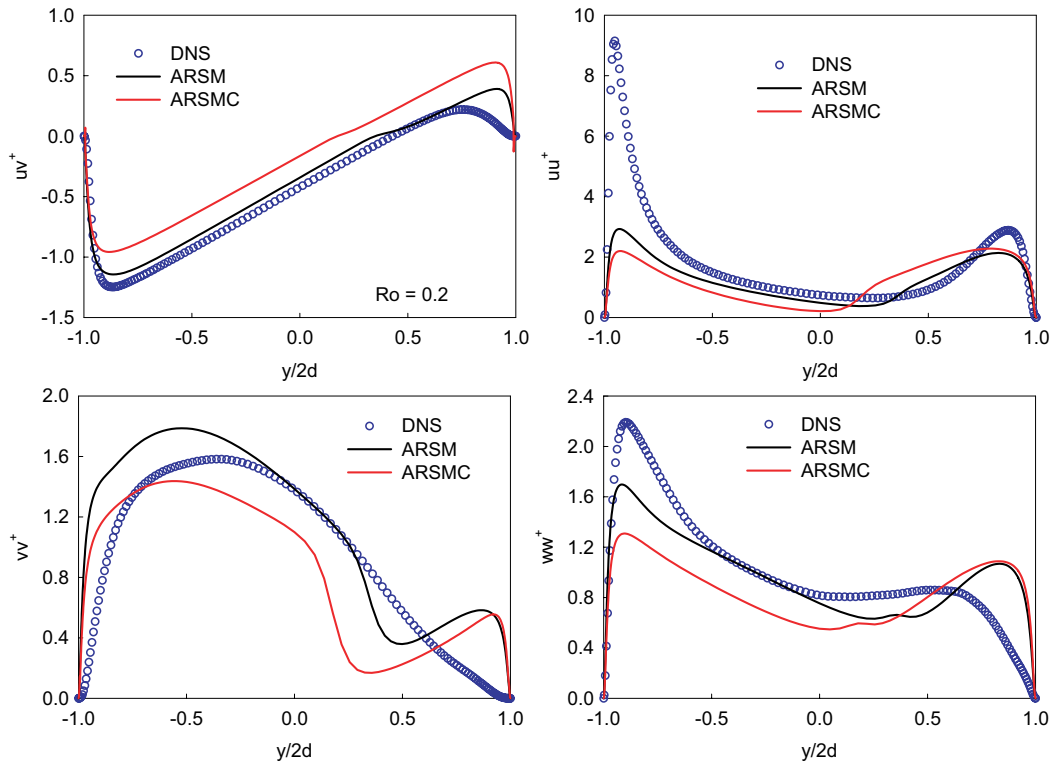 1.0
0.5
0.0
-0.5
-1.0
-1.5
uv+
DNS
ARSM
ARSMC
Ro = 0.2
-1.0 -0.5 0.0 0.5 1.0
y/2d
10
8
6
4
2
0
uu+
DNS
ARSM
ARSMC
-1.0 -0.5 0.0 0.5 1.0
y/2d
2.0
1.6
1.2
0.8
0.4
0.0
vv+
DNS
ARSM
ARSMC
-1.0 -0.5 0.0 0.5 1.0
y/2d
2.4
2.0
1.6
1.2
0.8
0.4
0.0
ww+
DNS
ARSM
ARSMC
-1.0 -0.5 0.0 0.5 1.0
y/2d